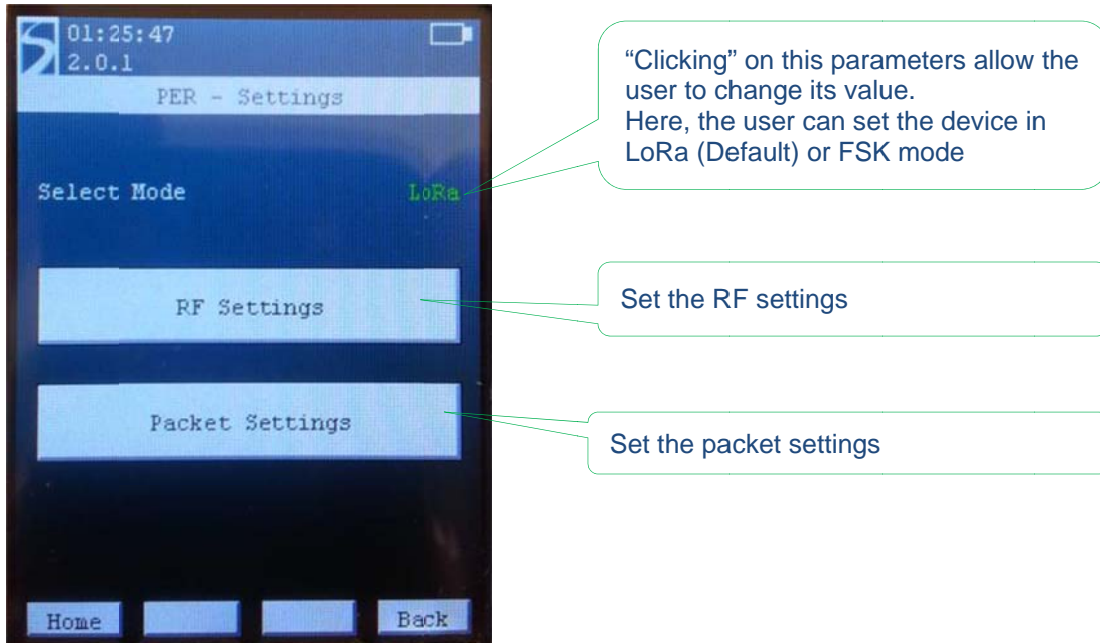 01:25:47
2.0.1
PER - Settings
Select Mode LoRa
RF Settings
Packet Settings
Home Back
“Clicking” on this parameters allow the
user to change its value.
Here, the user can set the device in
LoRa (Default) or FSK mode
Set the RF settings
Set the packet settings